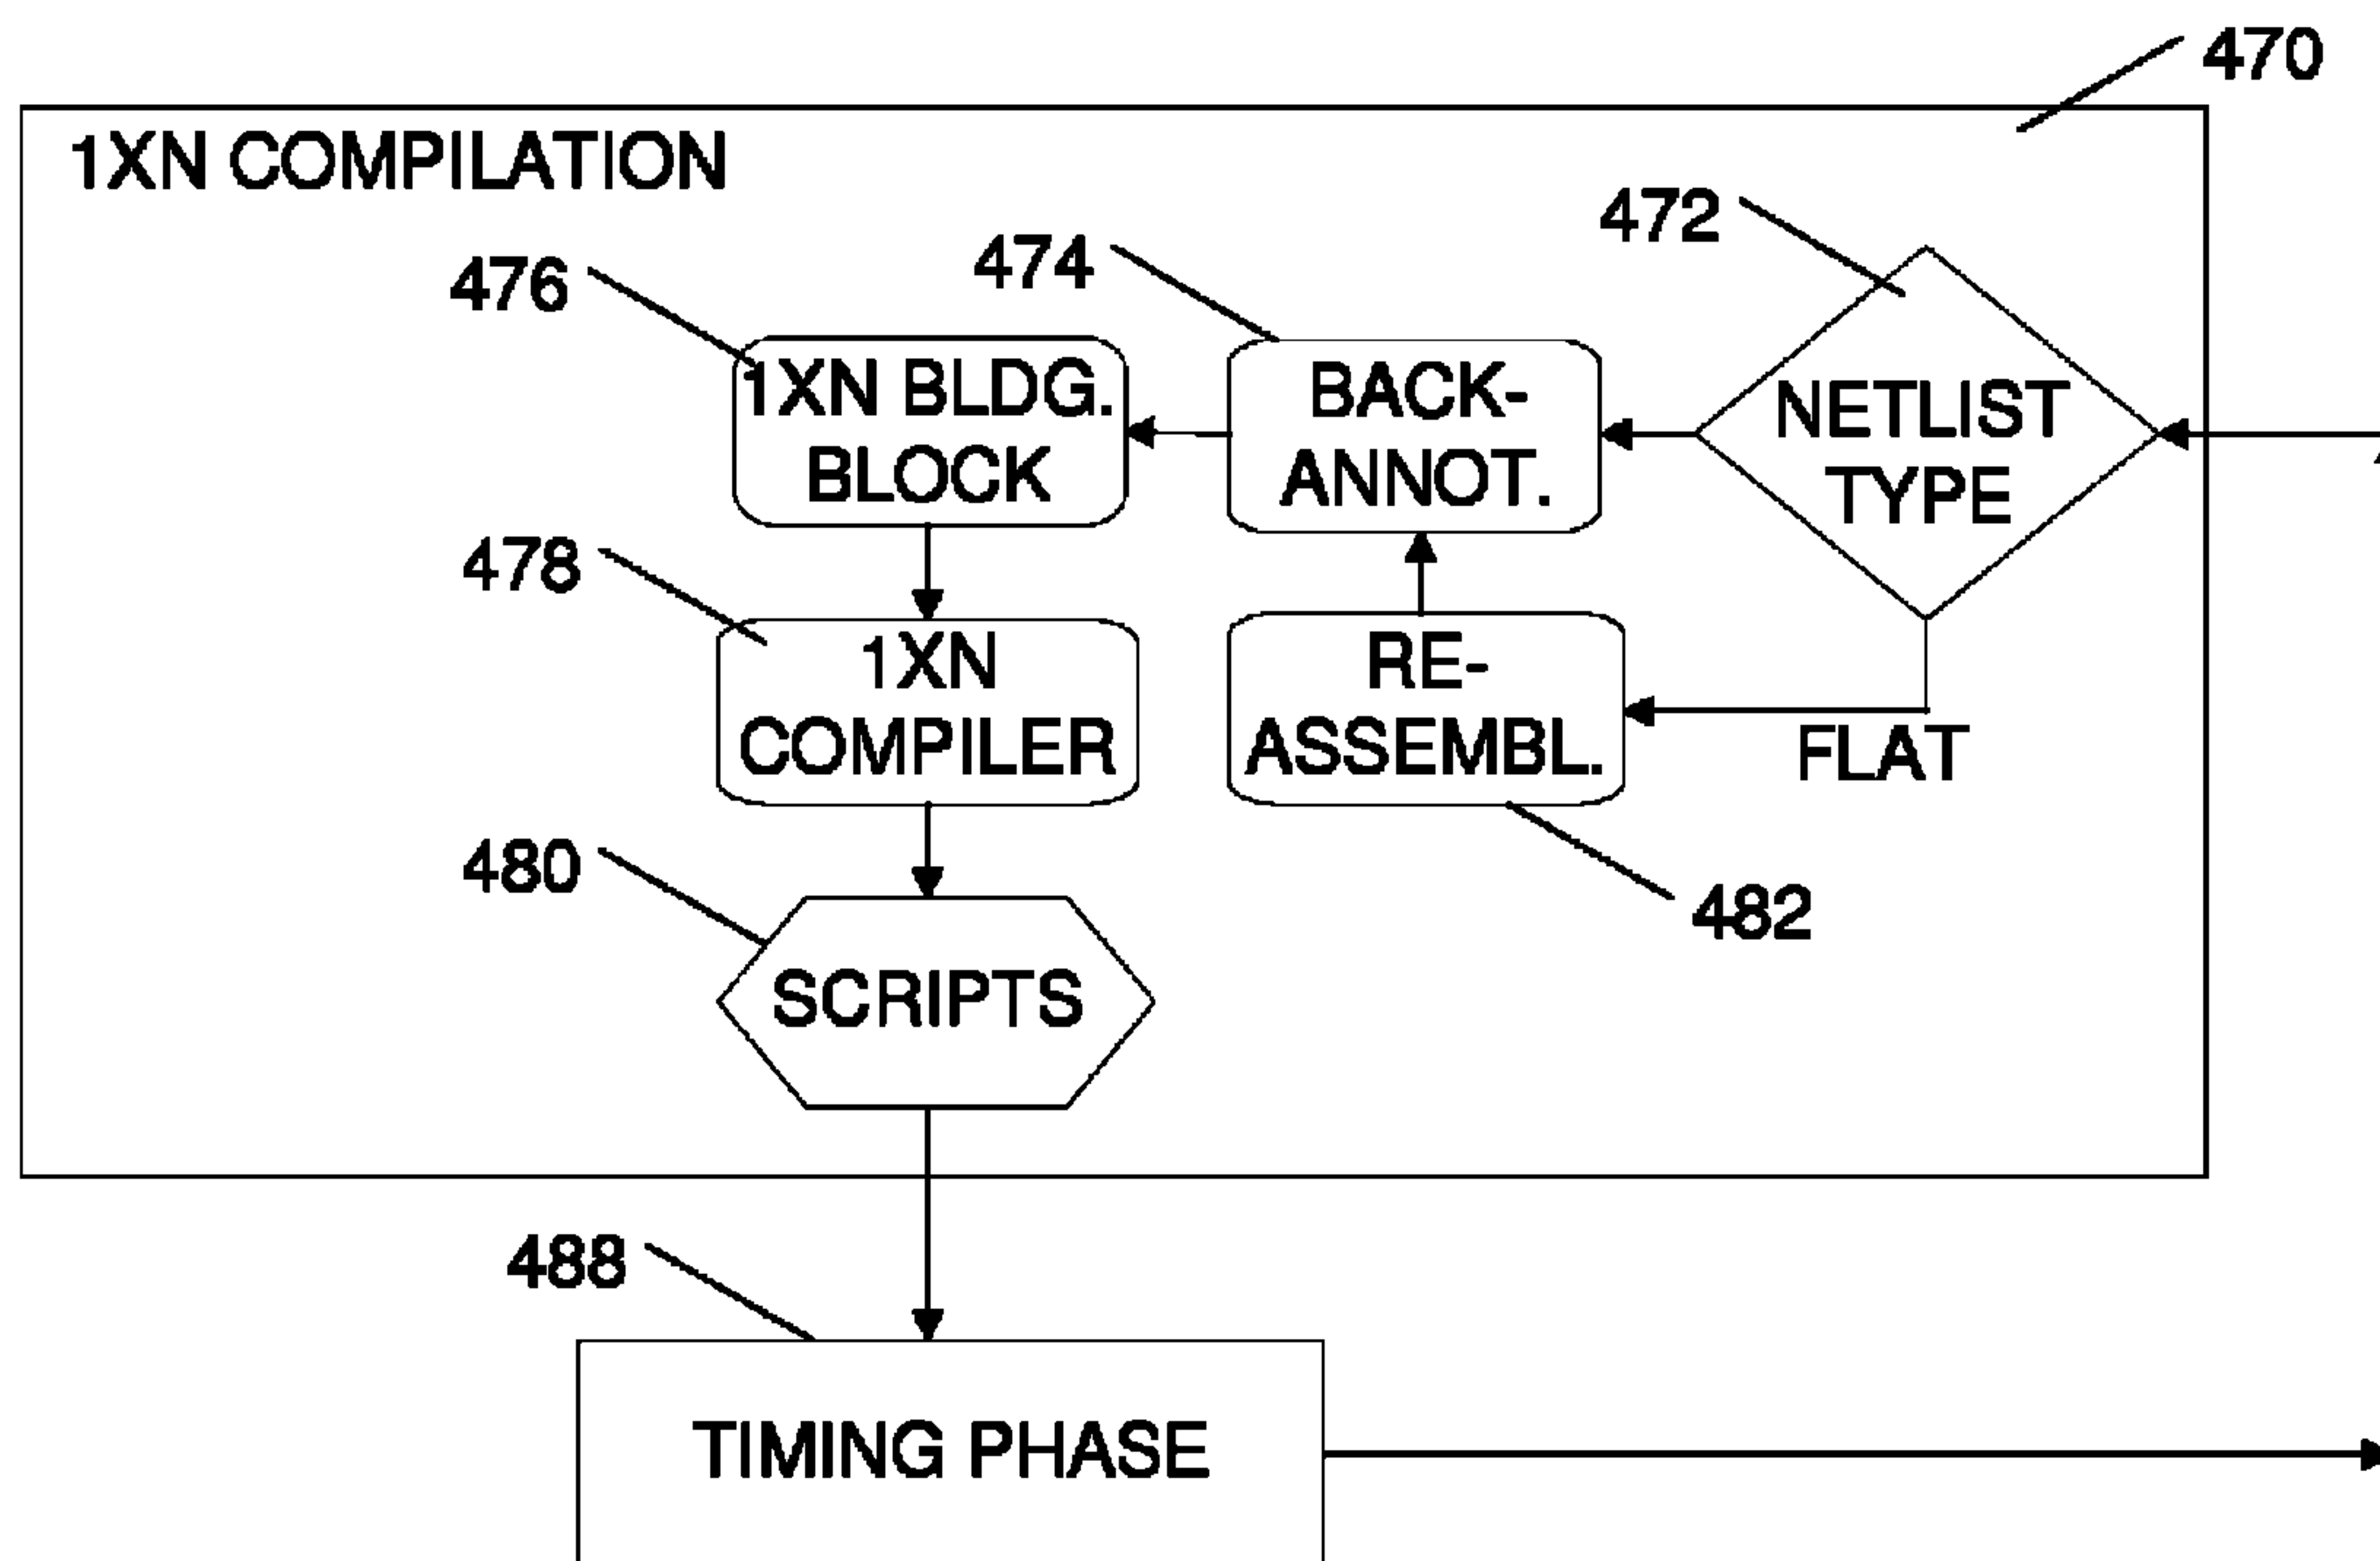 470
1XN COMPILATION
472
474
476
1XN BLDG.
BLOCK
BACK-
ANNOT.
NETLIST
TYPE
478
1XN
COMPILER
RE-
ASSEMBL.
FLAT
480
482
SCRIPTS
488
TIMING PHASE